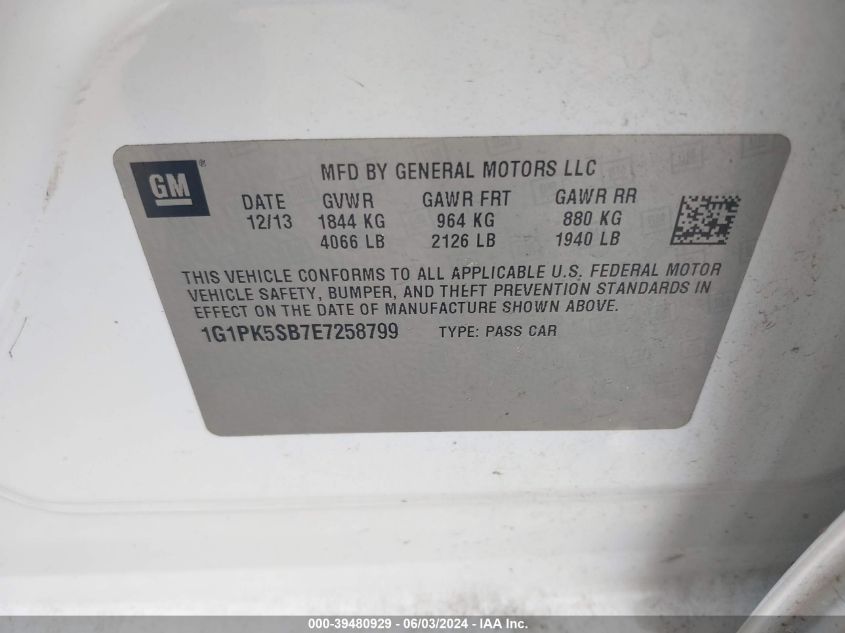 GM® MFD BY GENERAL MOTORS LLC
DATE GVWR GAWR FRT GAWR RR
12/13 1844 KG 964 KG 880 KG
4066 LB 2126 LB 1940 LB
THIS VEHICLE CONFORMS TO ALL APPLICABLE U.S. FEDERAL MOTOR
VEHICLE SAFETY, BUMPER, AND THEFT PREVENTION STANDARDS IN
EFFECT ON THE DATE OF MANUFACTURE SHOWN ABOVE.
1G1PK5SB7E7258799 TYPE: PASS CAR
000-39480929 - 06/03/2024 - IAA Inc.